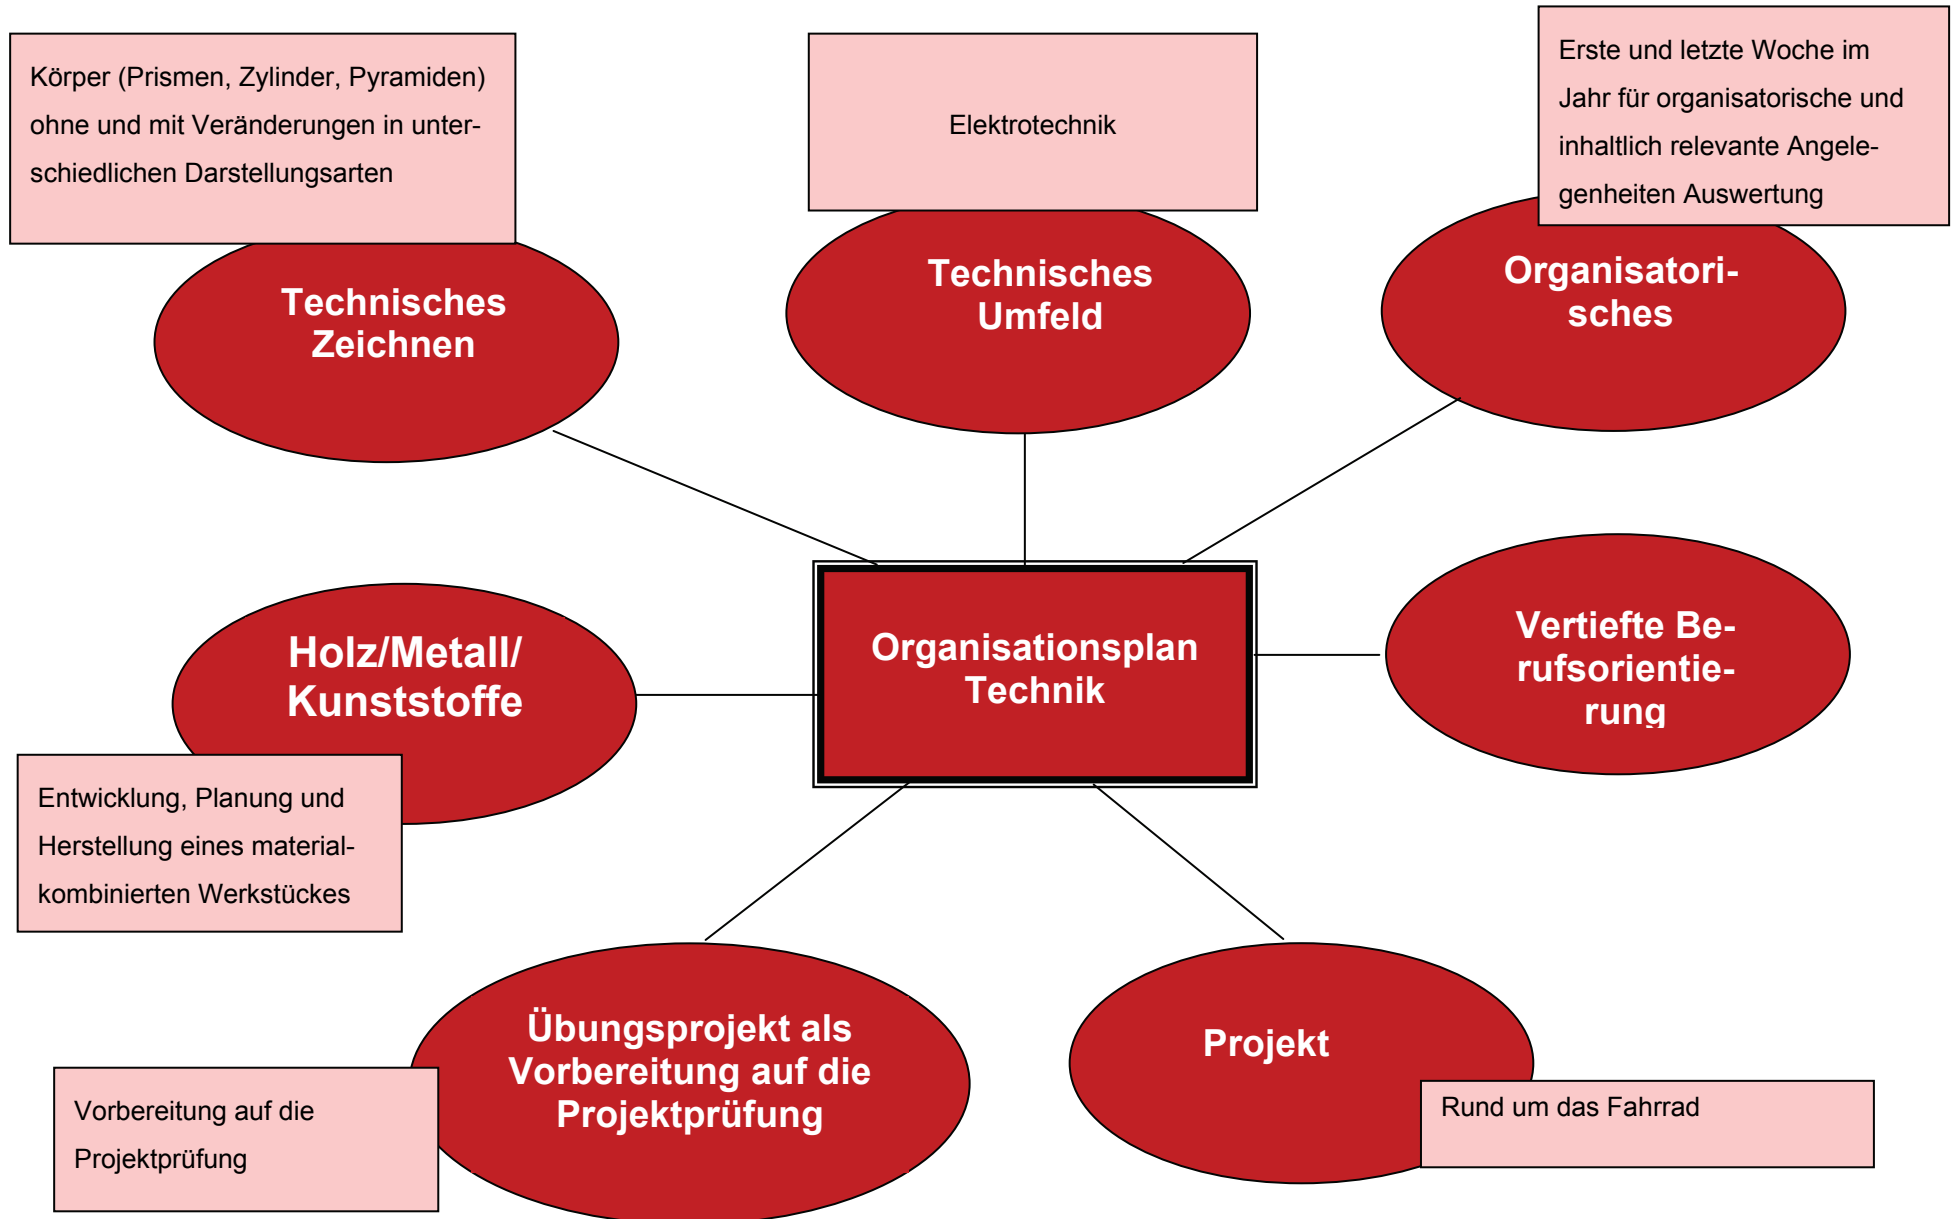 Körper (Prismen, Zylinder, Pyramiden)
ohne und mit Veränderungen in unter-
schiedlichen Darstellungsarten
Technisches
Zeichnen
Elektrotechnik
Technisches
Umfeld
Erste und letzte Woche im
Jahr für organisatorische und
inhaltlich relevante Angele-
genheiten Auswertung
Organisatori-
sches
Holz/Metall/
Kunststoffe
Entwicklung, Planung und
Herstellung eines material-
kombinierten Werkstückes
Organisationsplan
Technik
Vertiefte Be-
rufsorientie-
rung
Übungsprojekt als
Vorbereitung auf die
Projektprüfung
Vorbereitung auf die
Projektprüfung
Projekt
Rund um das Fahrrad